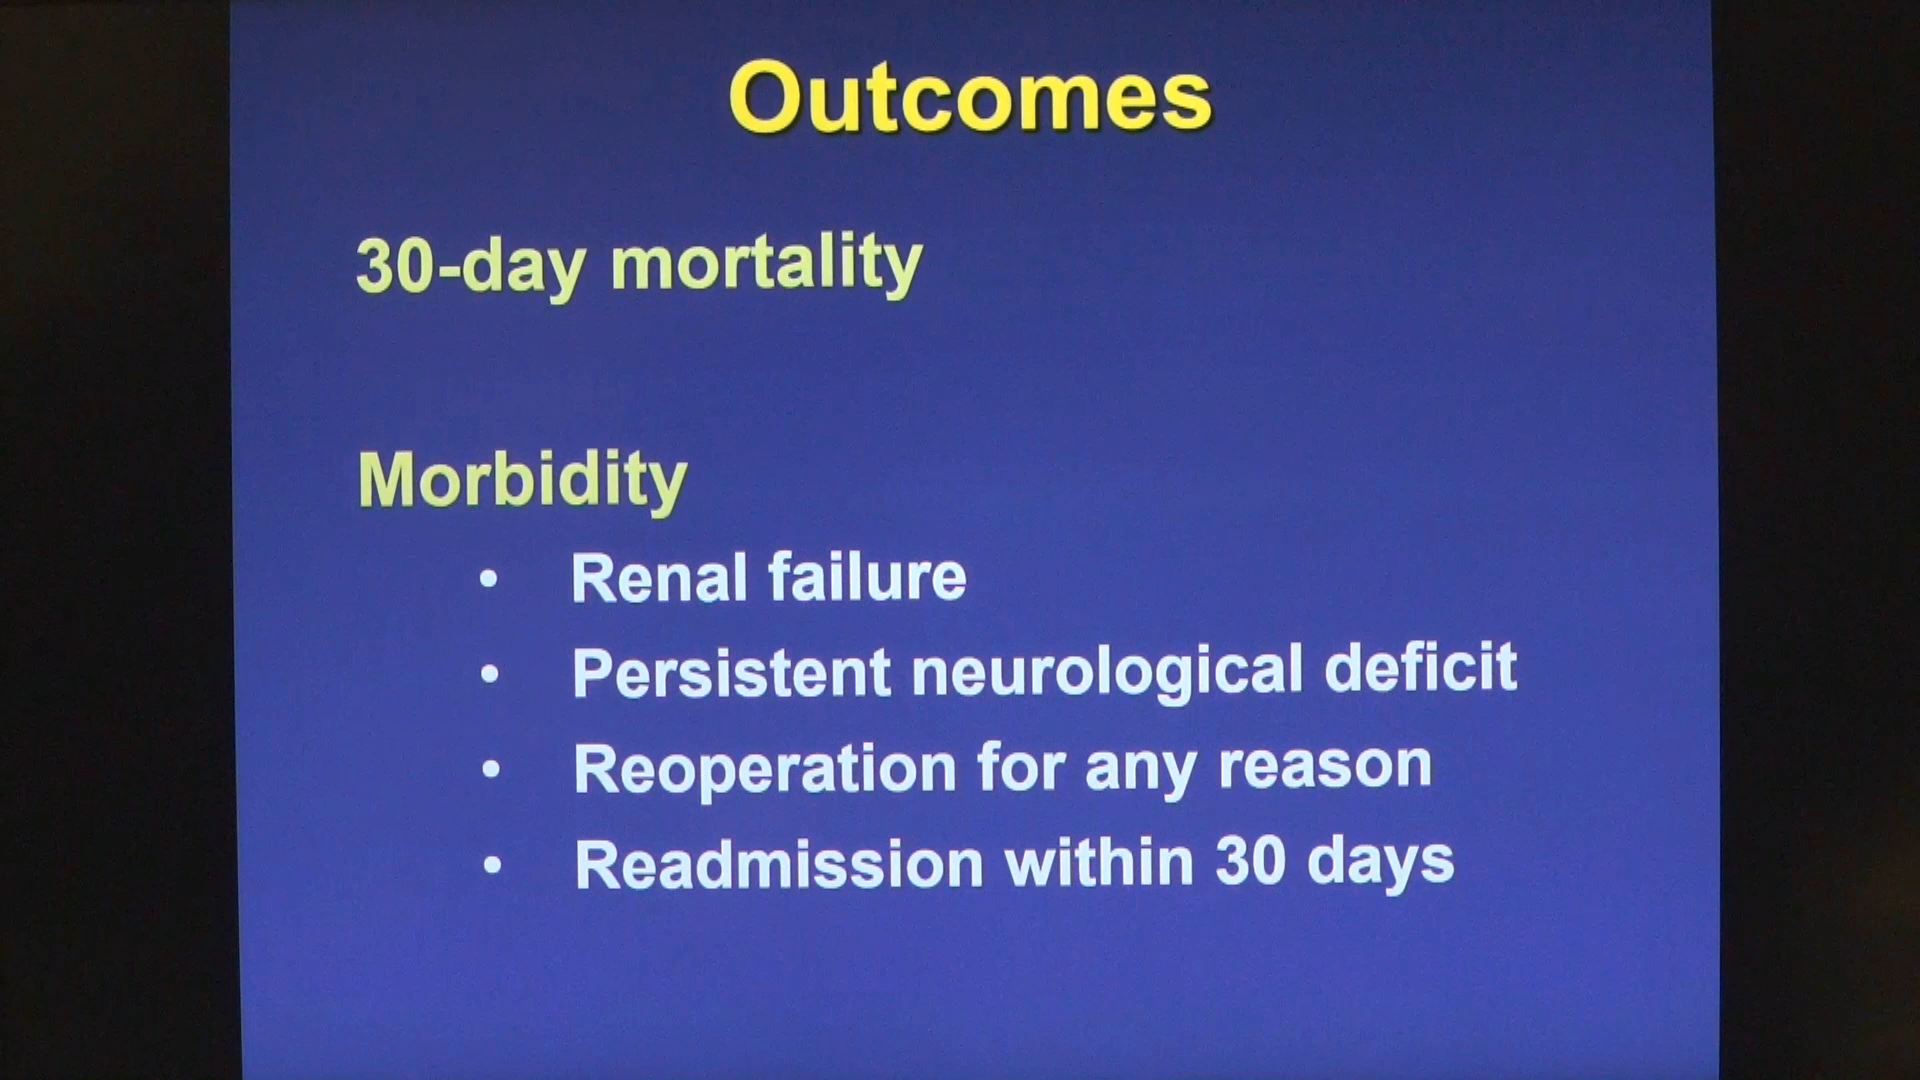 Outcomes
30-day mortality
Morbidity
• Renal failure
• Persistent neurological deficit
• Reoperation for any reason
• Readmission within 30 days